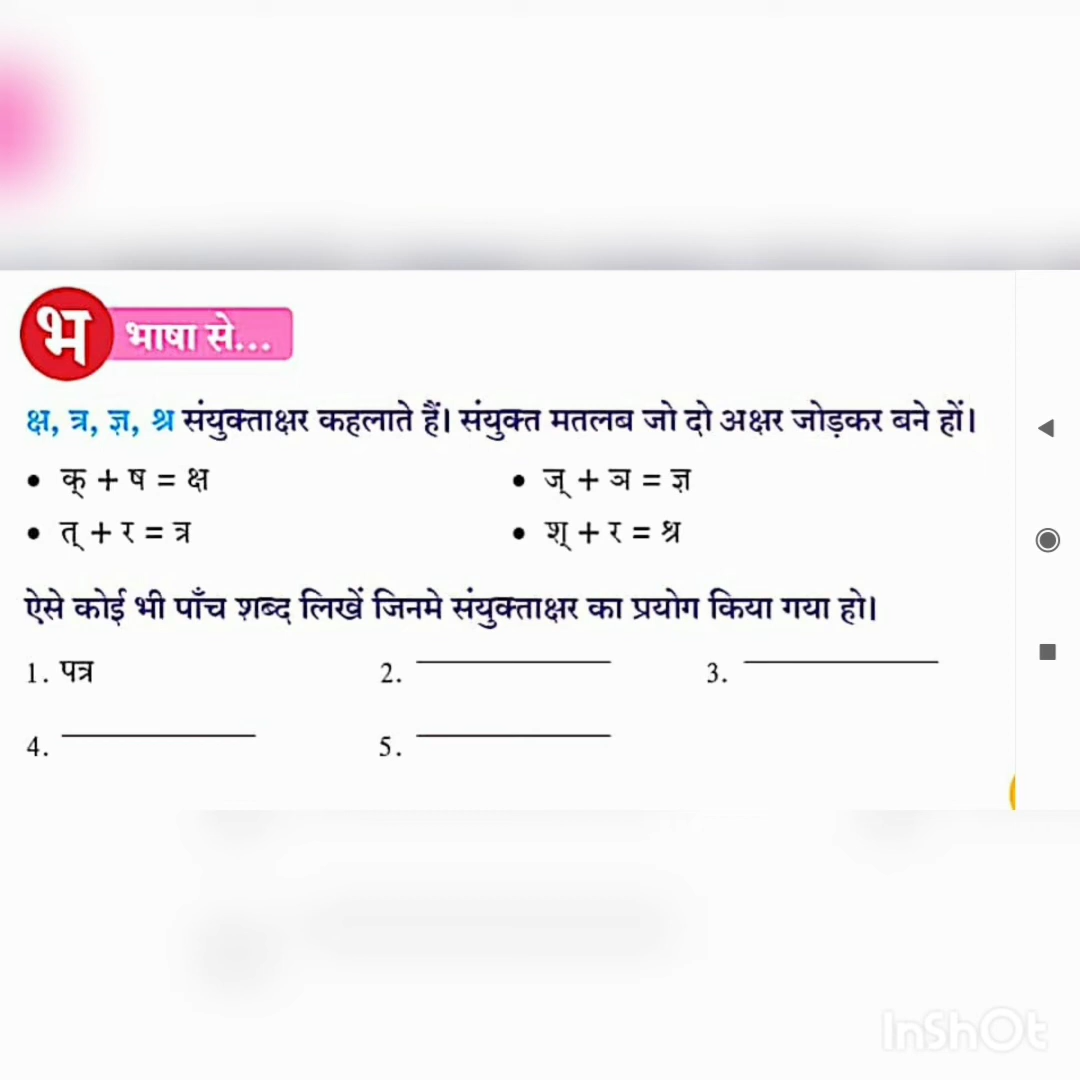 भ भाषा से...
क्ष, त्र, ज्ञ, श्र संयुक्ताक्षर कहलाते हैं। संयुक्त मतलब जो दो अक्षर जोड़कर बने हों।
• क् + ष = क्ष • ज् + ञ = ज्ञ
• त् + र = त्र • श् + र = श्र
ऐसे कोई भी पाँच शब्द लिखें जिनमे संयुक्ताक्षर का प्रयोग किया गया हो।
1. पत्र 2. 3.
4. 5.
InShOt